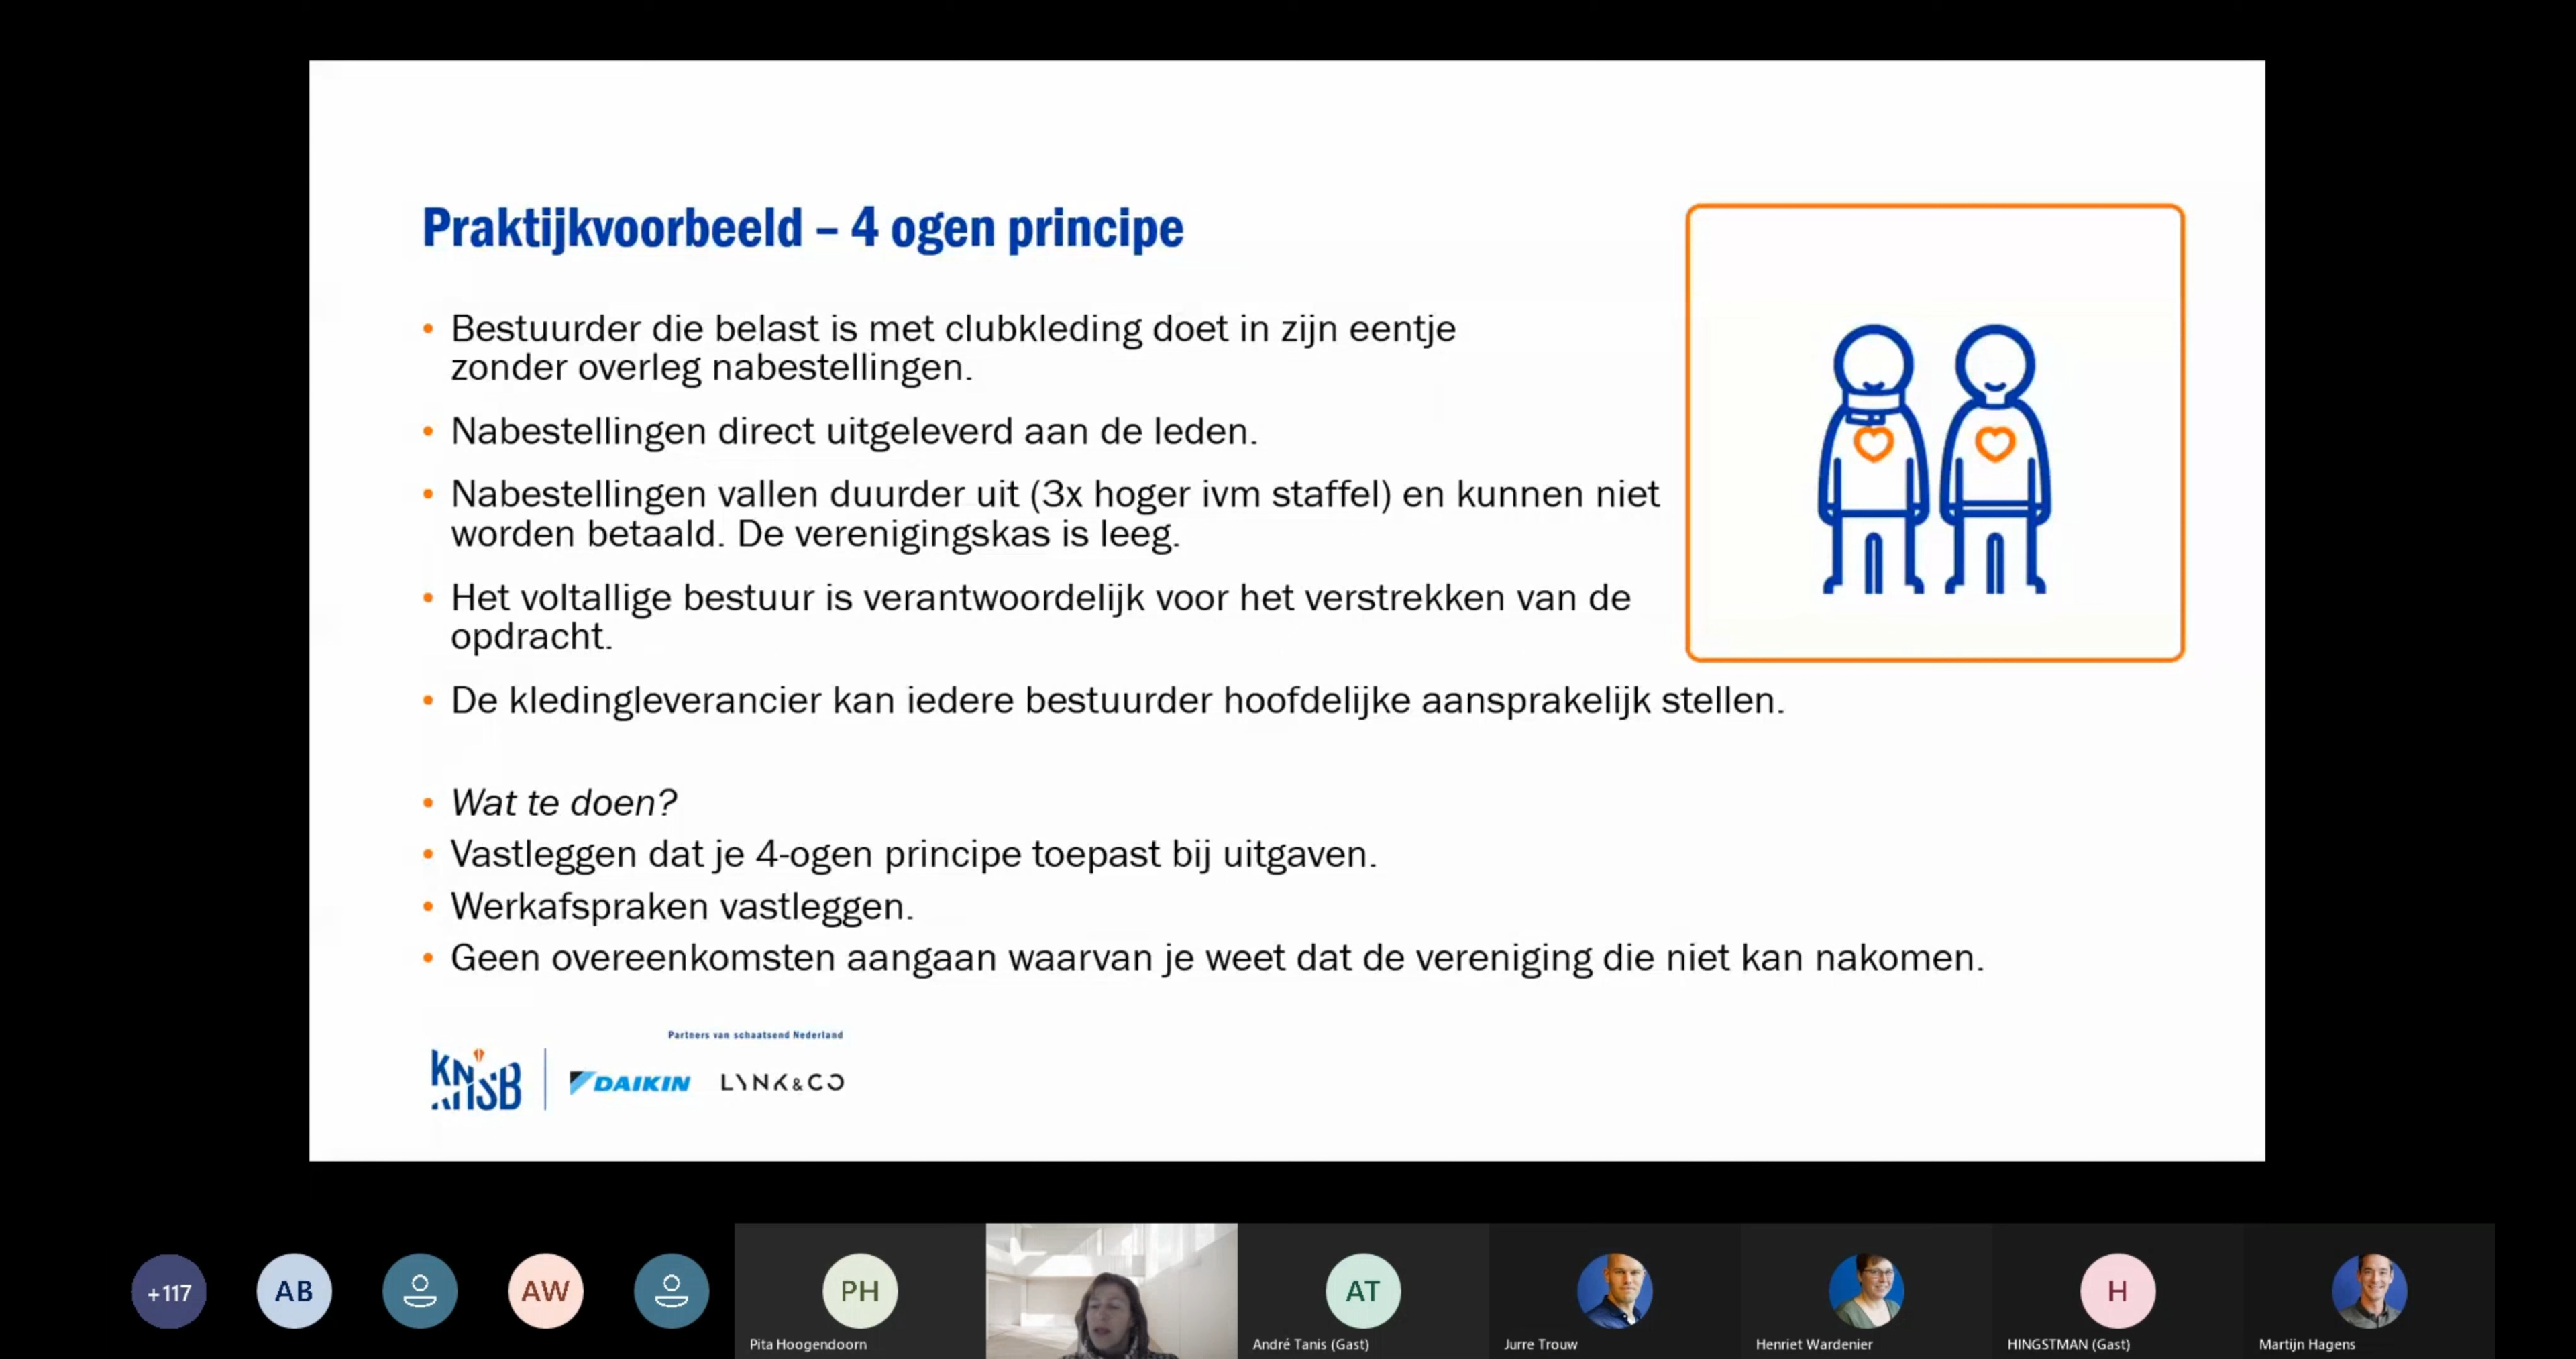 Praktijkvoorbeeld – 4 ogen principe
• Bestuurder die belast is met clubkleding doet in zijn eentje
zonder overleg nabestellingen.
• Nabestellingen direct uitgeleverd aan de leden.
• Nabestellingen vallen duurder uit (3x hoger ivm staffel) en kunnen niet
worden betaald. De verenigingskas is leeg.
• Het voltallige bestuur is verantwoordelijk voor het verstrekken van de
opdracht.
• De kledingleverancier kan iedere bestuurder hoofdelijke aansprakelijk stellen.
• Wat te doen?
• Vastleggen dat je 4-ogen principe toepast bij uitgaven.
• Werkafspraken vastleggen.
• Geen overeenkomsten aangaan waarvan je weet dat de vereniging die niet kan nakomen.
Partners van schaatsend Nederland
KNSB
DAIKIN
LYNK & CO
+117
AB
AW
PH
AT
H
Pita Hoogendoorn
André Tanis (Gast)
Jurre Trouw
Henriet Wardenier
HINGSTMAN (Gast)
Martijn Hagens